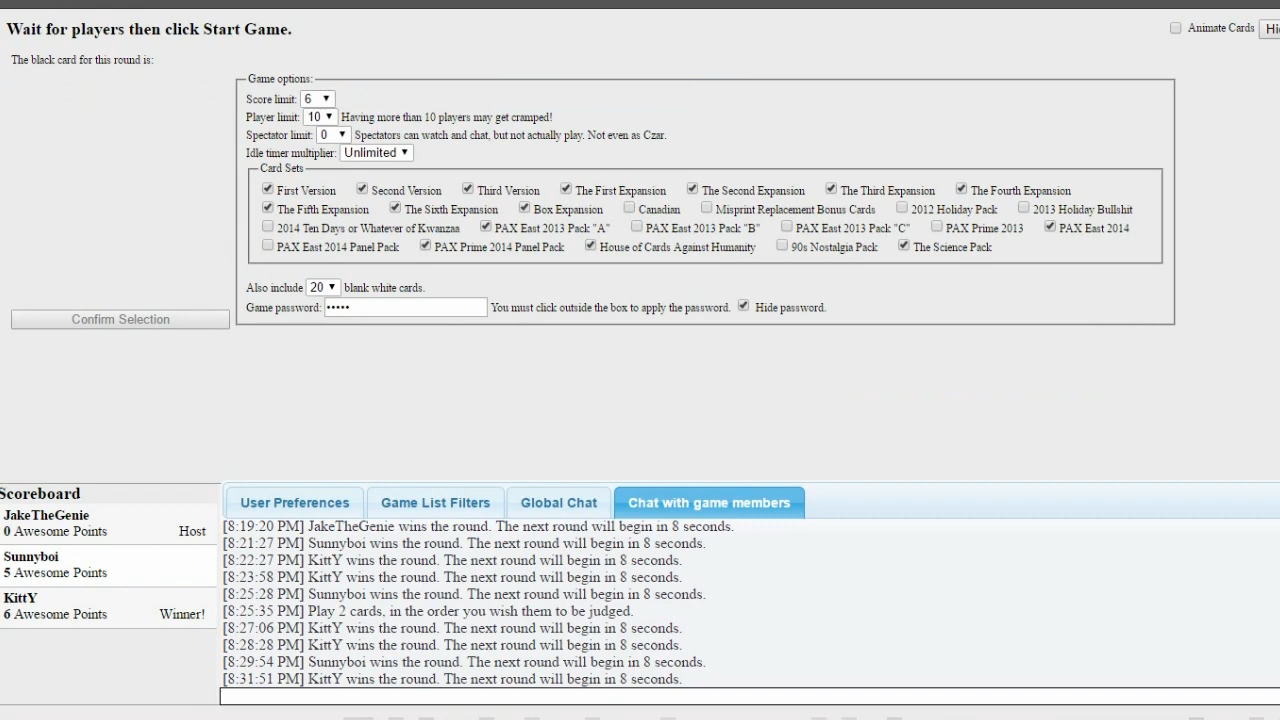 Wait for players then click Start Game.
Animate Cards
The black card for this round is:
Game options:
Score limit: 6
Player limit: 10 Having more than 10 players may get cramped!
Spectator limit: 0 Spectators can watch and chat, but not actually play. Not even as Czar.
Idle timer multiplier: Unlimited
Card Sets
First Version Second Version Third Version The First Expansion The Second Expansion The Third Expansion The Fourth Expansion
The Fifth Expansion The Sixth Expansion Box Expansion Canadian Misprint Replacement Bonus Cards 2012 Holiday Pack 2013 Holiday Bullshit
2014 Ten Days or Whatever of Kwanzaa PAX East 2013 Pack "A" PAX East 2013 Pack "B" PAX East 2013 Pack "C" PAX Prime 2013 PAX East 2014
PAX East 2014 Panel Pack PAX Prime 2014 Panel Pack House of Cards Against Humanity 90s Nostalgia Pack The Science Pack
Also include 20 blank white cards.
Game password: ••••• You must click outside the box to apply the password. Hide password.
Confirm Selection
Scoreboard
JakeTheGenie
0 Awesome Points Host
Sunnyboi
5 Awesome Points
KittY
6 Awesome Points Winner!
User Preferences Game List Filters Global Chat Chat with game members
[8:19:20 PM] JakeTheGenie wins the round. The next round will begin in 8 seconds.
[8:21:27 PM] Sunnyboi wins the round. The next round will begin in 8 seconds.
[8:22:27 PM] KittY wins the round. The next round will begin in 8 seconds.
[8:23:58 PM] KittY wins the round. The next round will begin in 8 seconds.
[8:25:28 PM] Sunnyboi wins the round. The next round will begin in 8 seconds.
[8:25:35 PM] Play 2 cards, in the order you wish them to be judged.
[8:27:06 PM] KittY wins the round. The next round will begin in 8 seconds.
[8:28:28 PM] KittY wins the round. The next round will begin in 8 seconds.
[8:29:54 PM] Sunnyboi wins the round. The next round will begin in 8 seconds.
[8:31:51 PM] KittY wins the round. The next round will begin in 8 seconds.